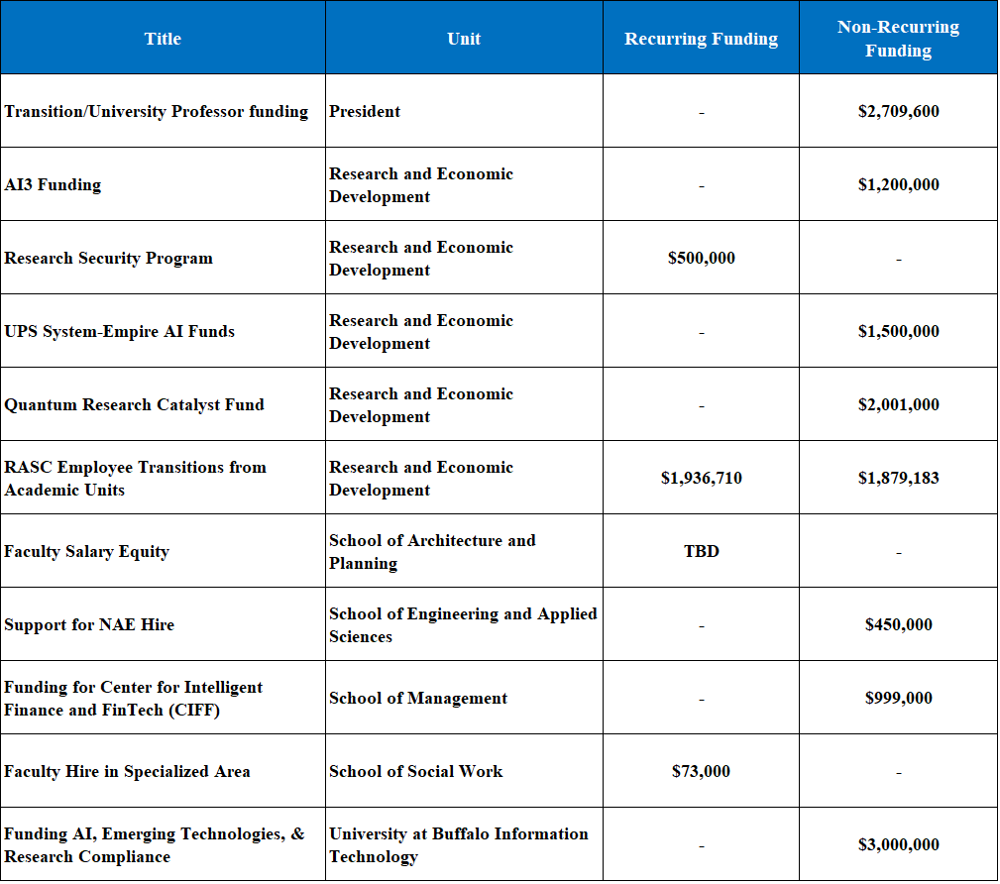 Title Unit Recurring Funding Non-Recurring
Funding
Transition/University Professor funding President - $2,709,600
AI3 Funding Research and Economic
Development - $1,200,000
Research Security Program Research and Economic
Development $500,000 -
UPS System-Empire AI Funds Research and Economic
Development - $1,500,000
Quantum Research Catalyst Fund Research and Economic
Development - $2,001,000
RASC Employee Transitions from
Academic Units Research and Economic
Development $1,936,710 $1,879,183
Faculty Salary Equity School of Architecture and
Planning TBD -
Support for NAE Hire School of Engineering and Applied
Sciences - $450,000
Funding for Center for Intelligent
Finance and FinTech (CIFF) School of Management - $999,000
Faculty Hire in Specialized Area School of Social Work $73,000 -
Funding AI, Emerging Technologies, &
Research Compliance University at Buffalo Information
Technology - $3,000,000